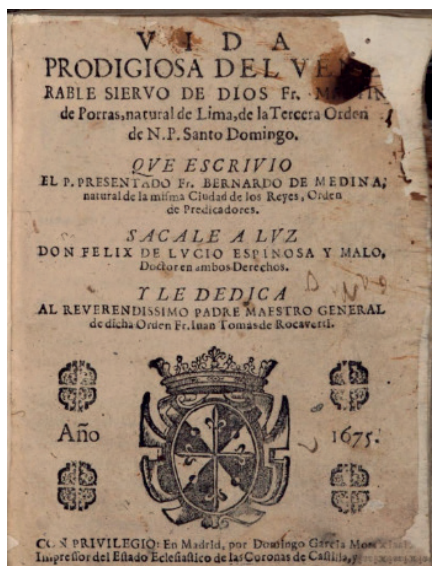 VIDA
PRODIGIOSA DEL VEN
RABLE SIERVO DE DIOS Fr. MARTIN
de Porras, natural de Lima, de la Tercera Orden
de N.P. Santo Domingo.
QVE ESCRIVIO
EL P. PRESENTADO Fr. BERNARDO DE MEDINA,
natural de la misma Ciudad de los Reyes, Orden
de Predicadores.
SACALE A LVZ
DON FELIX DE LVCIO ESPINOSA Y MALO,
Doctor en ambos Derechos.
Y LE DEDICA
AL REVERENDISSIMO PADRE MAESTRO GENERAL
de dicha Orden Fr. Iuan Tomas de Rocaverti.
Año 1675.
CON PRIVILEGIO: En Madrid, por Domingo Garcia
Impressor del Estado Eclesiastico de las Coronas de Castilla, y